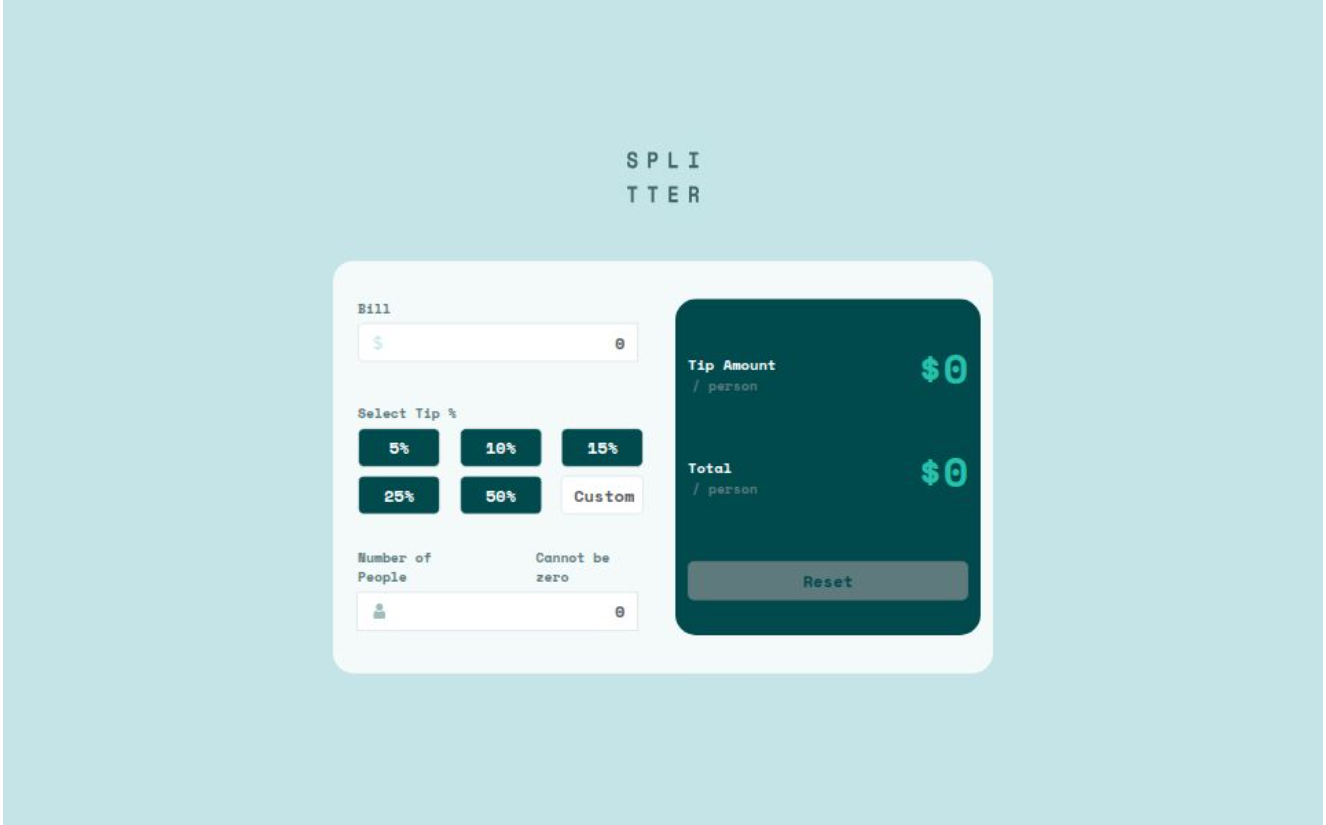 SPLI
TTER
Bill
$ 0
Select Tip %
5% 10% 15%
25% 50% Custom
Number of People
Cannot be zero
0
Tip Amount
/ person
$0
Total
/ person
$0
Reset